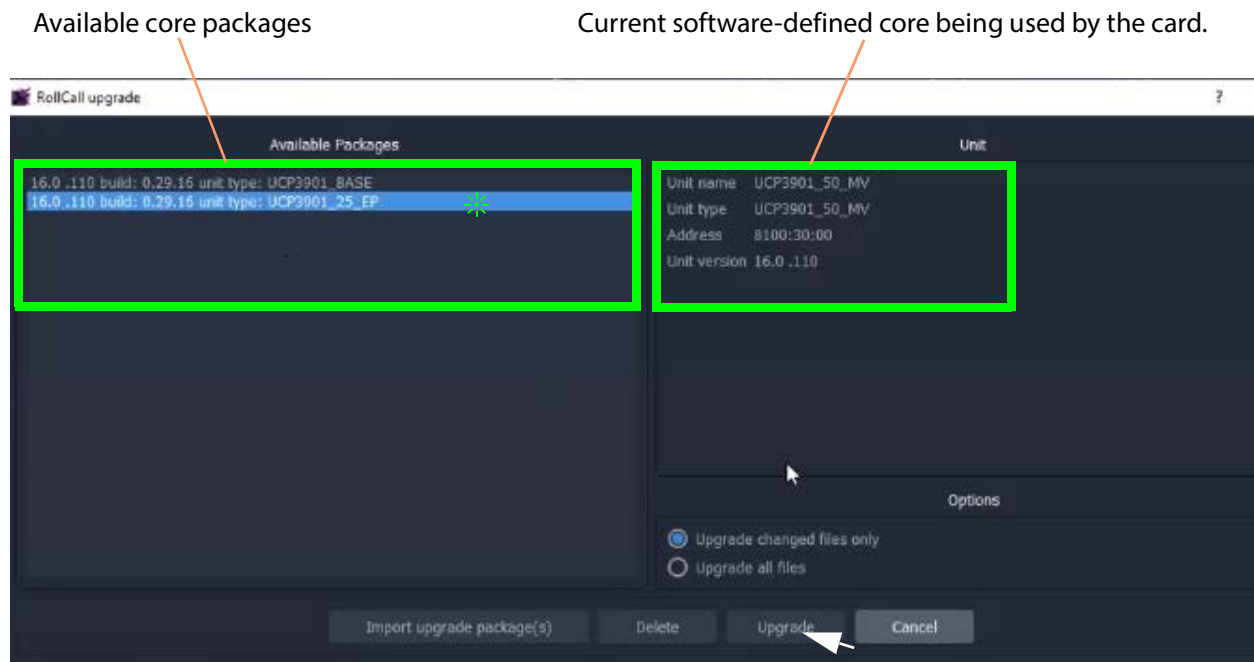 Available core packages
Current software-defined core being used by the card.
RollCall upgrade
?
Available Packages
Unit
16.0 .110 build: 0.29.16 unit type: UCP3901_BASE
16.0 .110 build: 0.29.16 unit type: UCP3901_25_EP
Unit name UCP3901_50_MV
Unit type UCP3901_50_MV
Address 8100:30:00
Unit version 16.0 .110
Options
Upgrade changed files only
Upgrade all files
Import upgrade package(s)
Delete
Upgrade
Cancel